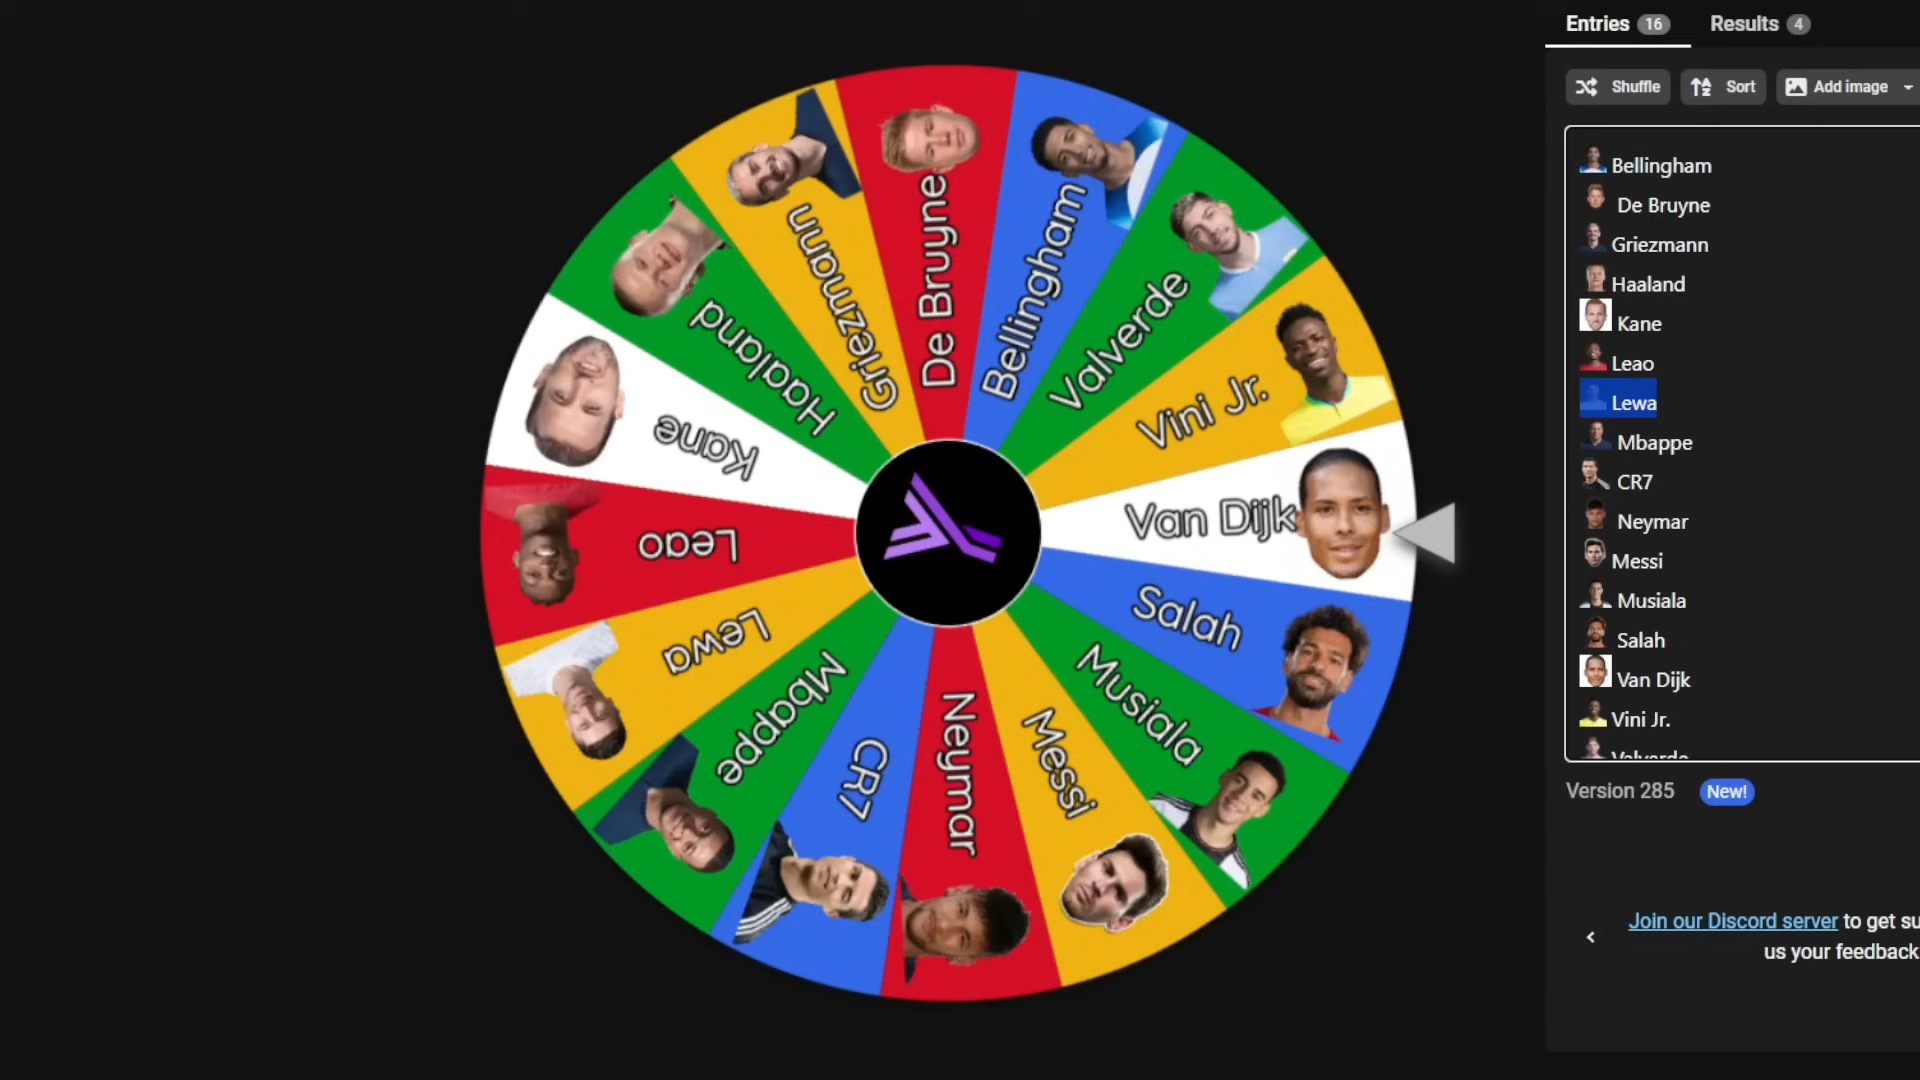 Entries 16
Results 4
Shuffle
Sort
Add image
Bellingham
De Bruyne
Griezmann
Haaland
Kane
Leao
Lewa
Mbappe
CR7
Neymar
Messi
Musiala
Salah
Van Dijk
Vini Jr.
Valverde
Version 285
New!
Join our Discord server to get su
us your feedback
De Bruyne
Bellingham
Valverde
Vini Jr.
Van Dijk
Salah
Musiala
Messi
Neymar
CR7
Mbappe
Lewa
Leao
Kane
Haaland
Griezmann